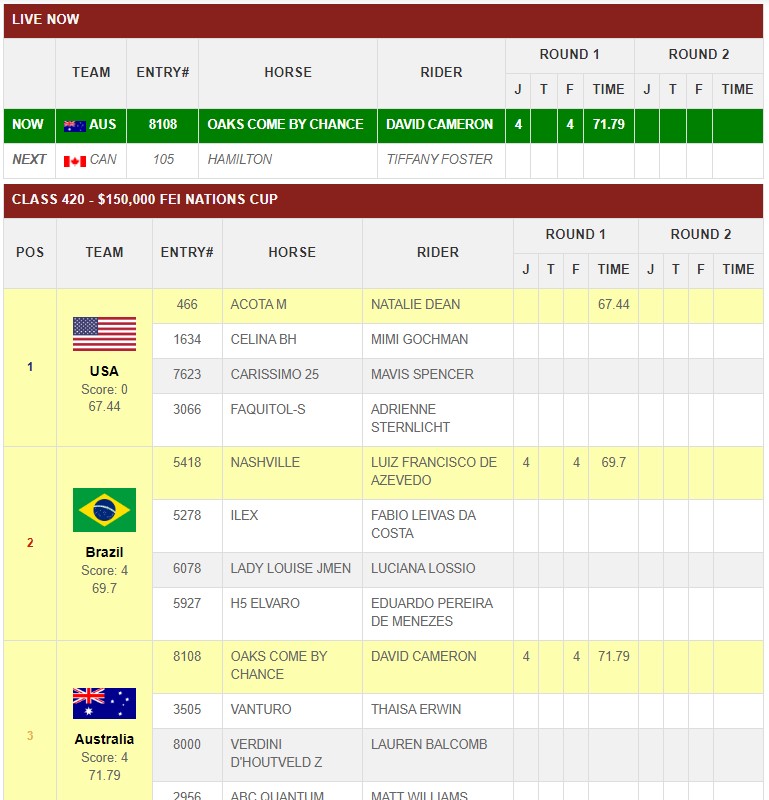 LIVE NOW
TEAM ENTRY# HORSE RIDER ROUND 1 ROUND 2
J T F TIME J T F TIME
NOW AUS 8108 OAKS COME BY CHANCE DAVID CAMERON 4 4 71.79
NEXT CAN 105 HAMILTON TIFFANY FOSTER
CLASS 420 - $150,000 FEI NATIONS CUP
POS TEAM ENTRY# HORSE RIDER ROUND 1 ROUND 2
J T F TIME J T F TIME
1
USA
Score: 0
67.44
466 ACOTA M NATALIE DEAN 67.44
1634 CELINA BH MIMI GOCHMAN
7623 CARISSIMO 25 MAVIS SPENCER
3066 FAQUITOL-S ADRIENNE
STERNLICHT
2
Brazil
Score: 4
69.7
5418 NASHVILLE LUIZ FRANCISCO DE 4 4 69.7
AZEVEDO
5278 ILEX FABIO LEIVAS DA
COSTA
6078 LADY LOUISE JMEN LUCIANA LOSSIO
5927 H5 ELVARO EDUARDO PEREIRA
DE MENEZES
3
Australia
Score: 4
71.79
8108 OAKS COME BY DAVID CAMERON 4 4 71.79
CHANCE
3505 VANTURO THAISA ERWIN
8000 VERDINI LAUREN BALCOMB
D'HOUTVELD Z
2956 ABC QUANTUM MATT WILLIAMS